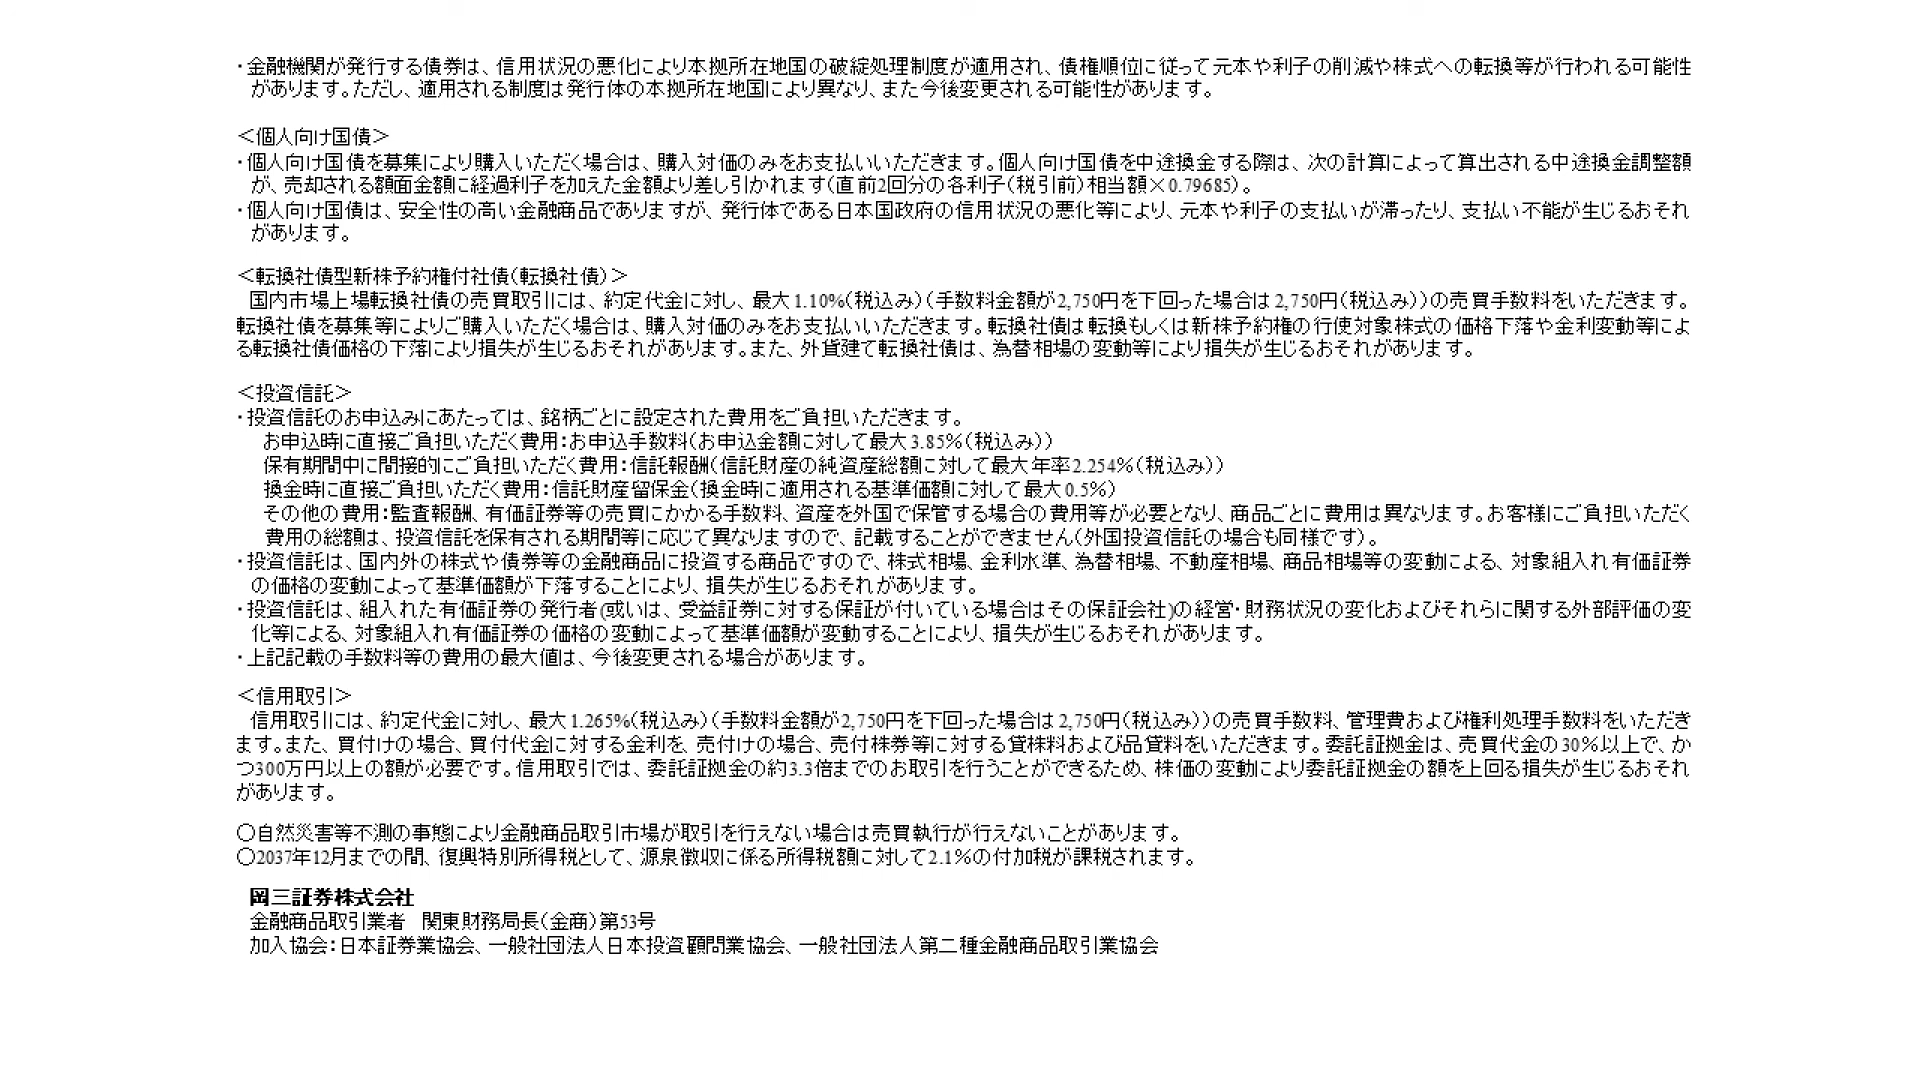 ・金融機関が発行する債券は、信用状況の悪化により本拠所在地国の破綻処理制度が適用され、債権順位に従って元本や利子の削減や株式への転換等が行われる可能性
があります。ただし、適用される制度は発行体の本拠所在地国により異なり、また今後変更される可能性があります。
＜個人向け国債＞
・個人向け国債を募集により購入いただく場合は、購入対価のみをお支払いいただきます。個人向け国債を中途換金する際は、次の計算によって算出される中途換金調整額
が、売却される額面金額に経過利子を加えた金額より差し引かれます（直前2回分の各利子（税引前）相当額×0.79685）。
・個人向け国債は、安全性の高い金融商品でありますが、発行体である日本国政府の信用状況の悪化等により、元本や利子の支払いが滞ったり、支払い不能が生じるおそれ
があります。
＜転換社債型新株予約権付社債（転換社債）＞
国内市場上場転換社債の売買取引には、約定代金に対し、最大1.10%（税込み）（手数料金額が2,750円を下回った場合は2,750円（税込み））の売買手数料をいただきます。
転換社債を募集等によりご購入いただく場合は、購入対価のみをお支払いいただきます。転換社債は転換もしくは新株予約権の行使対象株式の価格下落や金利変動等によ
る転換社債価格の下落により損失が生じるおそれがあります。また、外貨建て転換社債は、為替相場の変動等により損失が生じるおそれがあります。
＜投資信託＞
・投資信託のお申込みにあたっては、銘柄ごとに設定された費用をご負担いただきます。
お申込時に直接ご負担いただく費用：お申込手数料（お申込金額に対して最大3.85%（税込み））
保有期間中に間接的にご負担いただく費用：信託報酬（信託財産の純資産総額に対して最大年率2.254%（税込み））
換金時に直接ご負担いただく費用：信託財産留保金（換金時に適用される基準価額に対して最大0.5%）
その他の費用：監査報酬、有価証券等の売買にかかる手数料、資産を外国で保管する場合の費用等が必要となり、商品ごとに費用は異なります。お客様にご負担いただく
費用の総額は、投資信託を保有される期間等に応じて異なりますので、記載することができません（外国投資信託の場合も同様です）。
・投資信託は、国内外の株式や債券等の金融商品に投資する商品ですので、株式相場、金利水準、為替相場、不動産相場、商品相場等の変動による、対象組入れ有価証券
の価格の変動によって基準価額が下落することにより、損失が生じるおそれがあります。
・投資信託は、組入れた有価証券の発行者(或いは、受益証券に対する保証が付いている場合はその保証会社)の経営・財務状況の変化およびそれらに関する外部評価の変
化等による、対象組入れ有価証券の価格の変動によって基準価額が変動することにより、損失が生じるおそれがあります。
・上記記載の手数料等の費用の最大値は、今後変更される場合があります。
＜信用取引＞
信用取引には、約定代金に対し、最大1.265%（税込み）（手数料金額が2,750円を下回った場合は2,750円（税込み））の売買手数料、管理費および権利処理手数料をいただき
ます。また、買付けの場合、買付代金に対する金利を、売付けの場合、売付株券等に対する貸株料および品貸料をいただきます。委託証拠金は、売買代金の30%以上で、か
つ300万円以上の額が必要です。信用取引では、委託証拠金の約3.3倍までのお取引を行うことができるため、株価の変動により委託証拠金の額を上回る損失が生じるおそれ
があります。
〇自然災害等不測の事態により金融商品取引市場が取引を行えない場合は売買執行が行えないことがあります。
〇2037年12月までの間、復興特別所得税として、源泉徴収に係る所得税額に対して2.1%の付加税が課税されます。
岡三証券株式会社
金融商品取引業者　関東財務局長（金商）第53号
加入協会：日本証券業協会、一般社団法人日本投資顧問業協会、一般社団法人第二種金融商品取引業協会